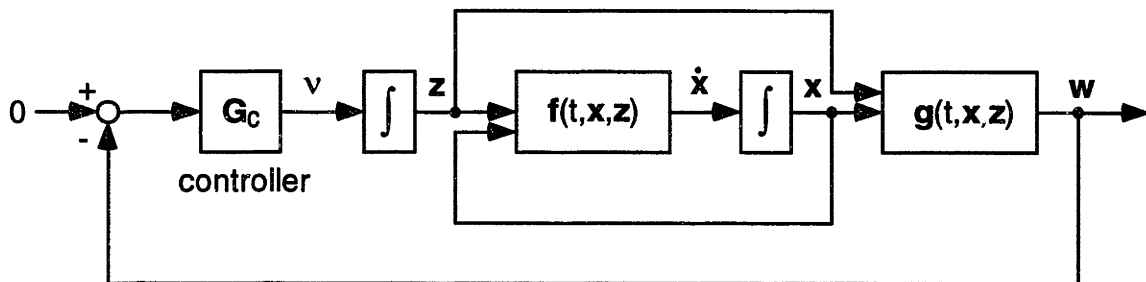 0
+
-
G_C
controller
ν
∫
z
f(t,x,z)
ẋ
∫
x
g(t,x,z)
w